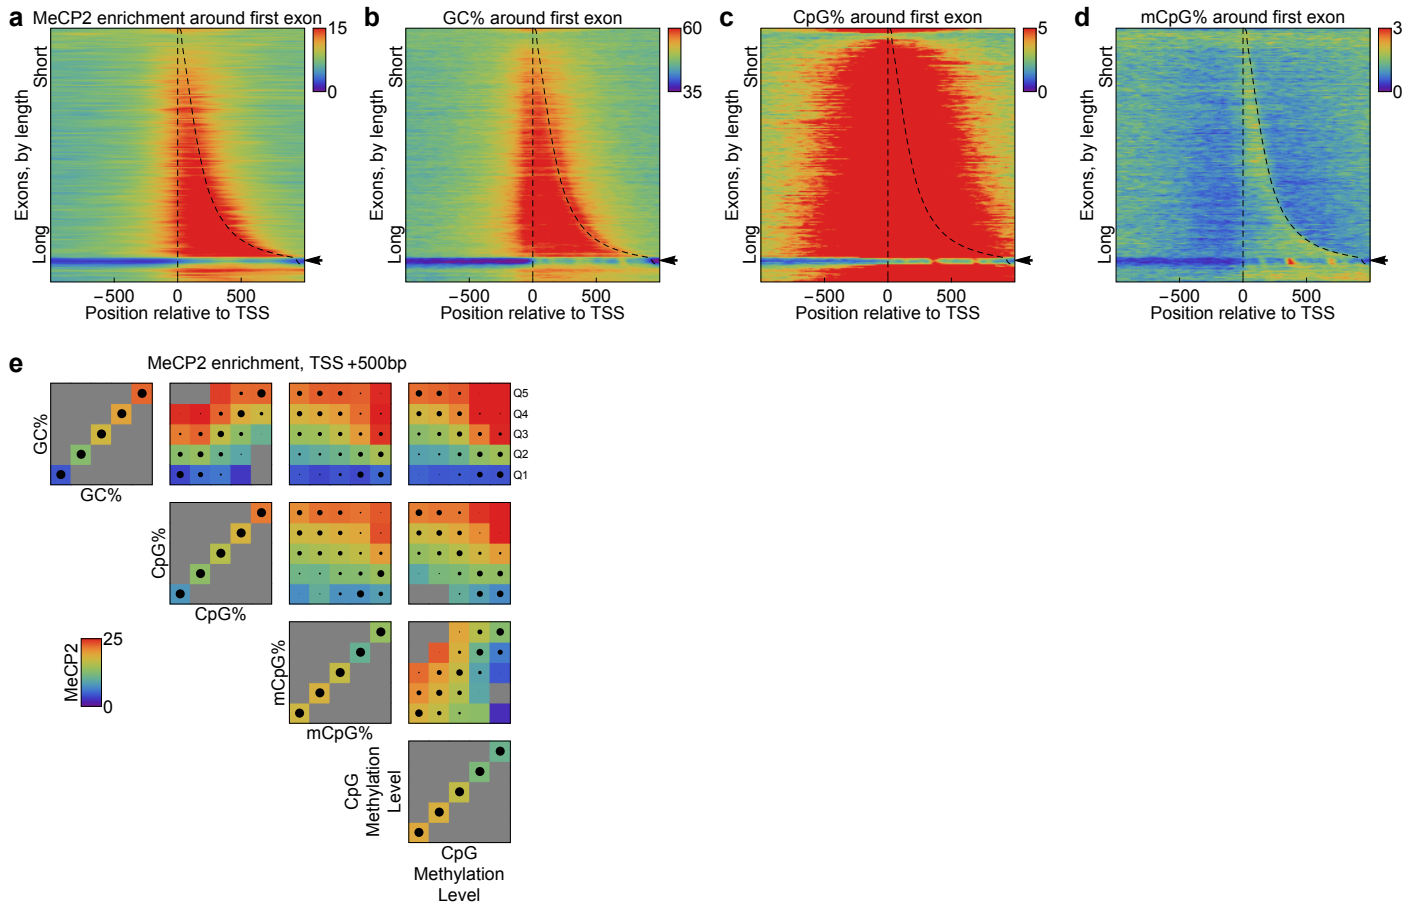 a MeCP2 enrichment around first exon
15
0
Exons, by length
Short
Long
−500 0 500
Position relative to TSS
b GC% around first exon
60
35
Exons, by length
Short
Long
−500 0 500
Position relative to TSS
c CpG% around first exon
5
0
Exons, by length
Short
Long
−500 0 500
Position relative to TSS
d mCpG% around first exon
3
0
Exons, by length
Short
Long
−500 0 500
Position relative to TSS
e MeCP2 enrichment, TSS +500bp
GC%
Q5
Q4
Q3
Q2
Q1
GC%
CpG%
CpG%
MeCP2
25
0
mCpG%
mCpG%
CpG
Methylation
Level
CpG
Methylation
Level